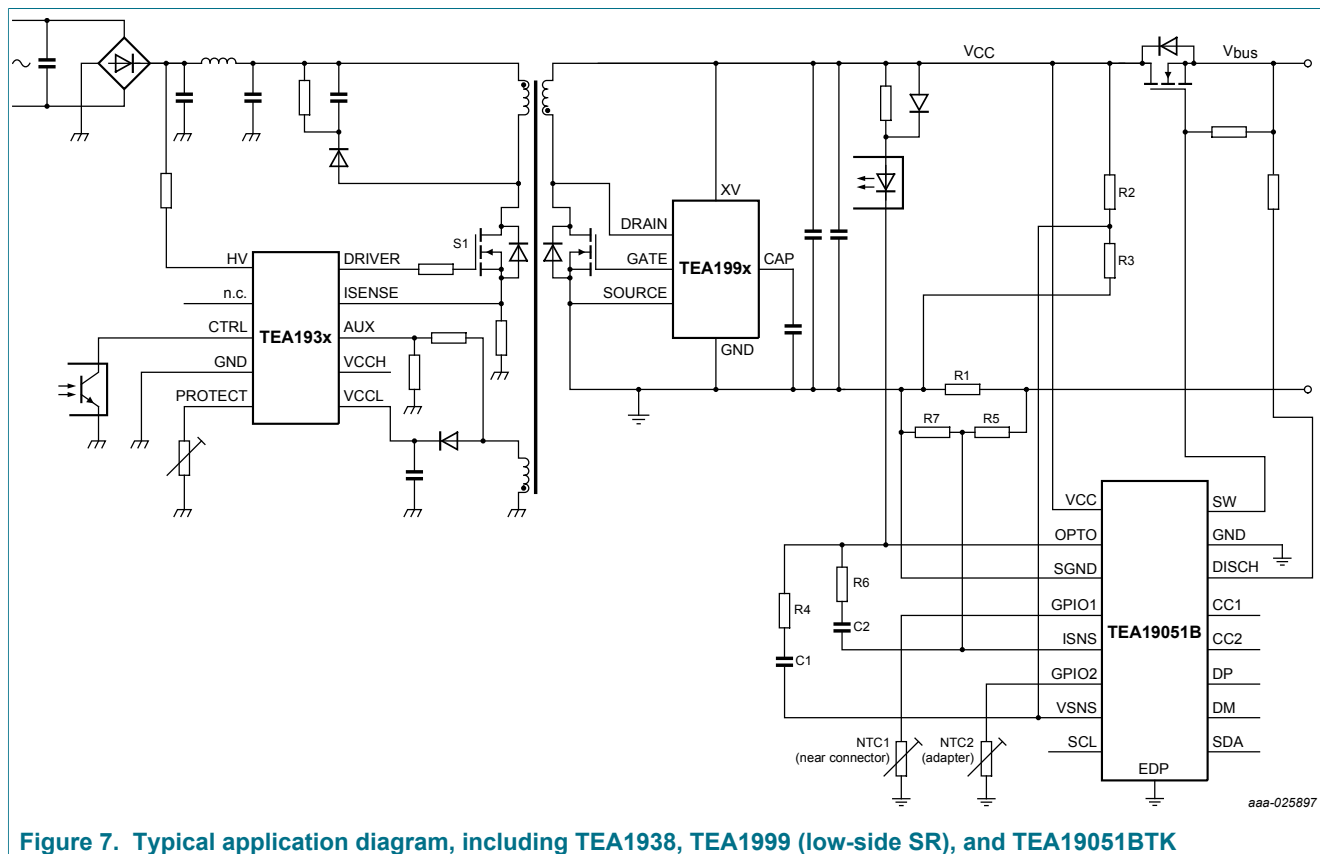 VCC
Vbus
R2
XV
DRAIN
R3
S1
GATE
CAP
HV
DRIVER
TEA199x
n.c.
ISENSE
SOURCE
CTRL
TEA193x
AUX
GND
GND
VCCH
PROTECT
VCCL
R1
R7
R5
VCC
SW
OPTO
GND
SGND
DISCH
R6
R4
GPIO1
CC1
C2
TEA19051B
ISNS
CC2
C1
GPIO2
DP
VSNS
DM
NTC1
(near connector)
NTC2
(adapter)
SCL
SDA
EDP
aaa-025897
Figure 7. Typical application diagram, including TEA1938, TEA1999 (low-side SR), and TEA19051BTK